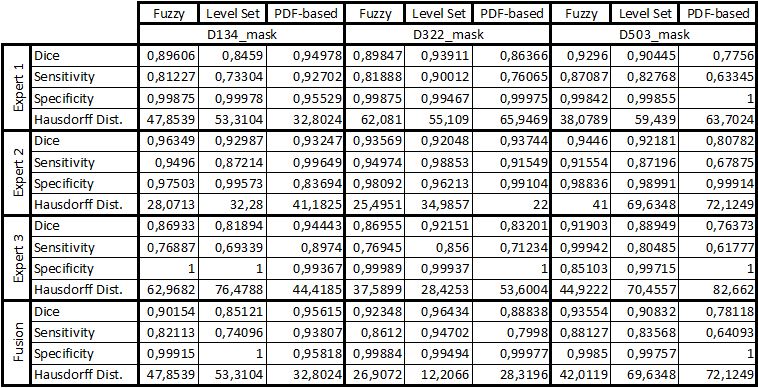 Fuzzy Level Set PDF-based Fuzzy Level Set PDF-based Fuzzy Level Set PDF-based
D134_mask D322_mask D503_mask
Expert 1
Dice 0,89606 0,8459 0,94978 0,89847 0,93911 0,86366 0,9296 0,90445 0,7756
Sensitivity 0,81227 0,73304 0,92702 0,81888 0,90012 0,76065 0,87087 0,82768 0,63345
Specificity 0,99875 0,99978 0,95529 0,99875 0,99467 0,99975 0,99842 0,99855 1
Hausdorff Dist. 47,8539 53,3104 32,8024 62,081 55,109 65,9469 38,0789 59,439 63,7024
Expert 2
Dice 0,96349 0,92987 0,93247 0,93569 0,92048 0,93744 0,9446 0,92181 0,80782
Sensitivity 0,9496 0,87214 0,99649 0,94974 0,98853 0,91549 0,91554 0,87196 0,67875
Specificity 0,97503 0,99573 0,83694 0,98092 0,96213 0,99104 0,98836 0,98991 0,99914
Hausdorff Dist. 28,0713 32,28 41,1825 25,4951 34,9857 22 41 69,6348 72,1249
Expert 3
Dice 0,86933 0,81894 0,94443 0,86955 0,92151 0,83201 0,91903 0,88949 0,76373
Sensitivity 0,76887 0,69339 0,8974 0,76945 0,856 0,71234 0,99942 0,80485 0,61777
Specificity 1 1 0,99367 0,99989 0,99937 1 0,85103 0,99715 1
Hausdorff Dist. 62,9682 76,4788 44,4185 37,5899 28,4253 53,6004 44,9222 70,4557 82,662
Fusion
Dice 0,90154 0,85121 0,95615 0,92348 0,96434 0,88838 0,93554 0,90832 0,78118
Sensitivity 0,82113 0,74096 0,93807 0,8612 0,94702 0,7998 0,88127 0,83568 0,64093
Specificity 0,99915 1 0,95818 0,99884 0,99494 0,99977 0,9985 0,99757 1
Hausdorff Dist. 47,8539 53,3104 32,8024 26,9072 12,2066 28,3196 42,0119 69,6348 72,1249